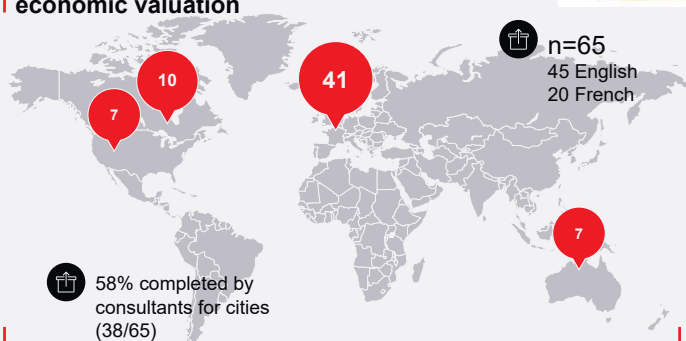 economic valuation
n=65
45 English
20 French
10
41
7
7
58% completed by
consultants for cities
(38/65)